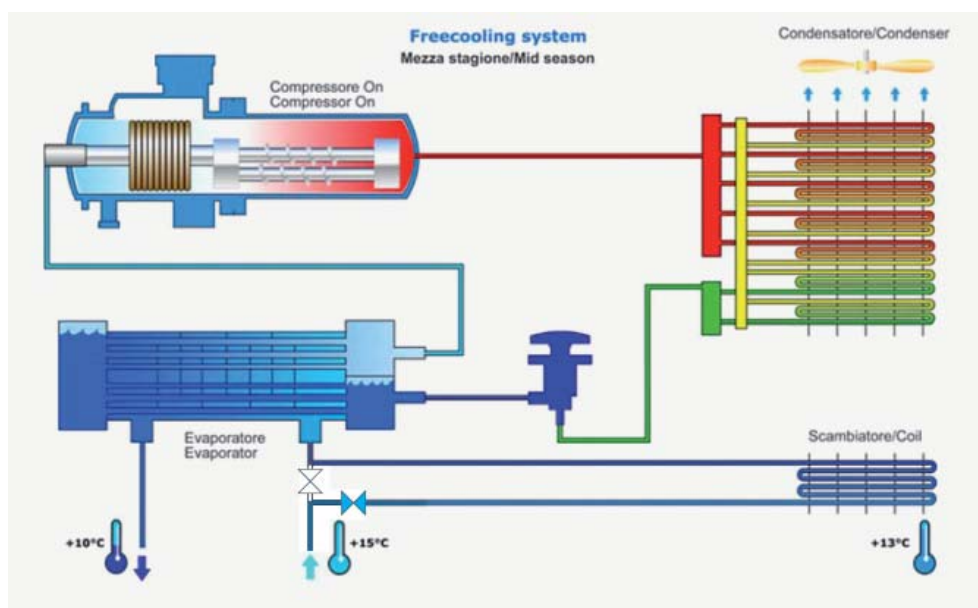 Freecooling system
Mezza stagione/Mid season
Condensatore/Condenser
Compressore On
Compressor On
Evaporatore
Evaporator
Scambiatore/Coil
+10°C
+15°C
+13°C